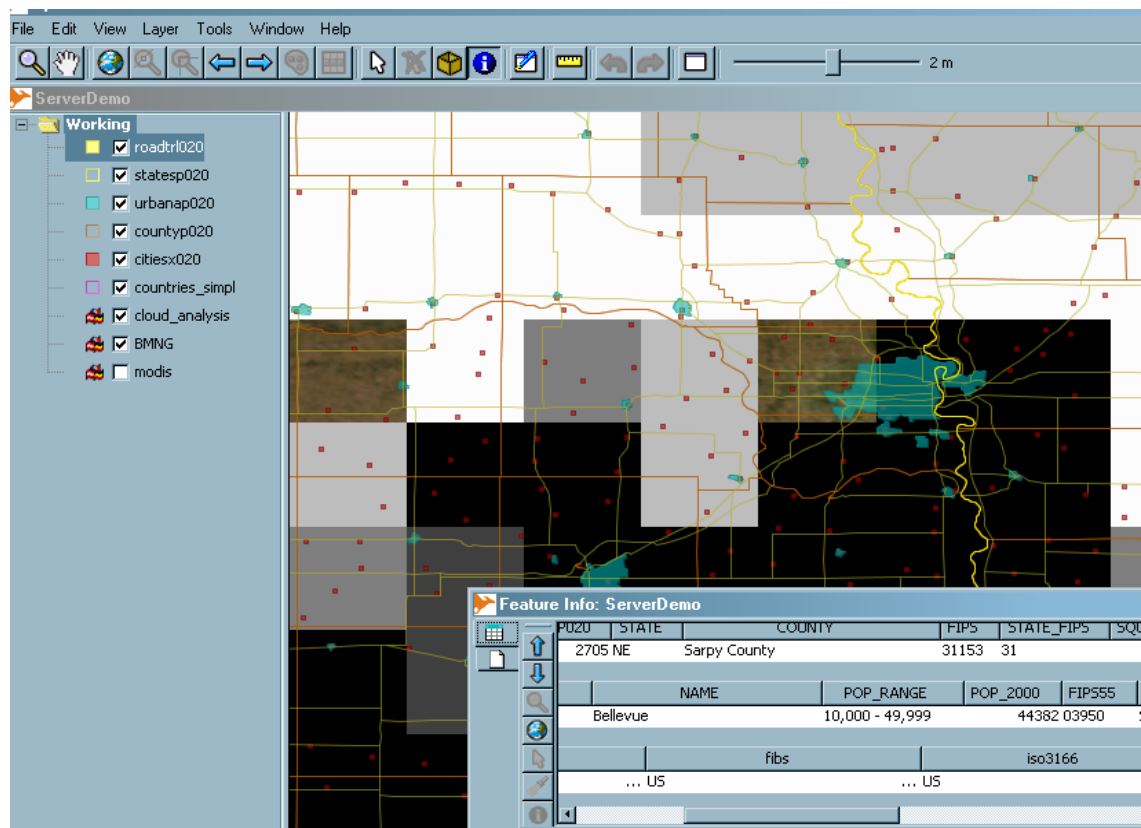 File Edit View Layer Tools Window Help
2 m
ServerDemo
Working
roadtrl020
statesp020
urbanap020
countyp020
citiesx020
countries_simpl
cloud_analysis
BMNG
modis
Feature Info: ServerDemo
P020 STATE COUNTY FIPS STATE_FIPS SQU
2705 NE Sarpy County 31153 31
NAME POP_RANGE POP_2000 FIPS55
Bellevue 10,000 - 49,999 44382 03950
fibs iso3166
... US ... US